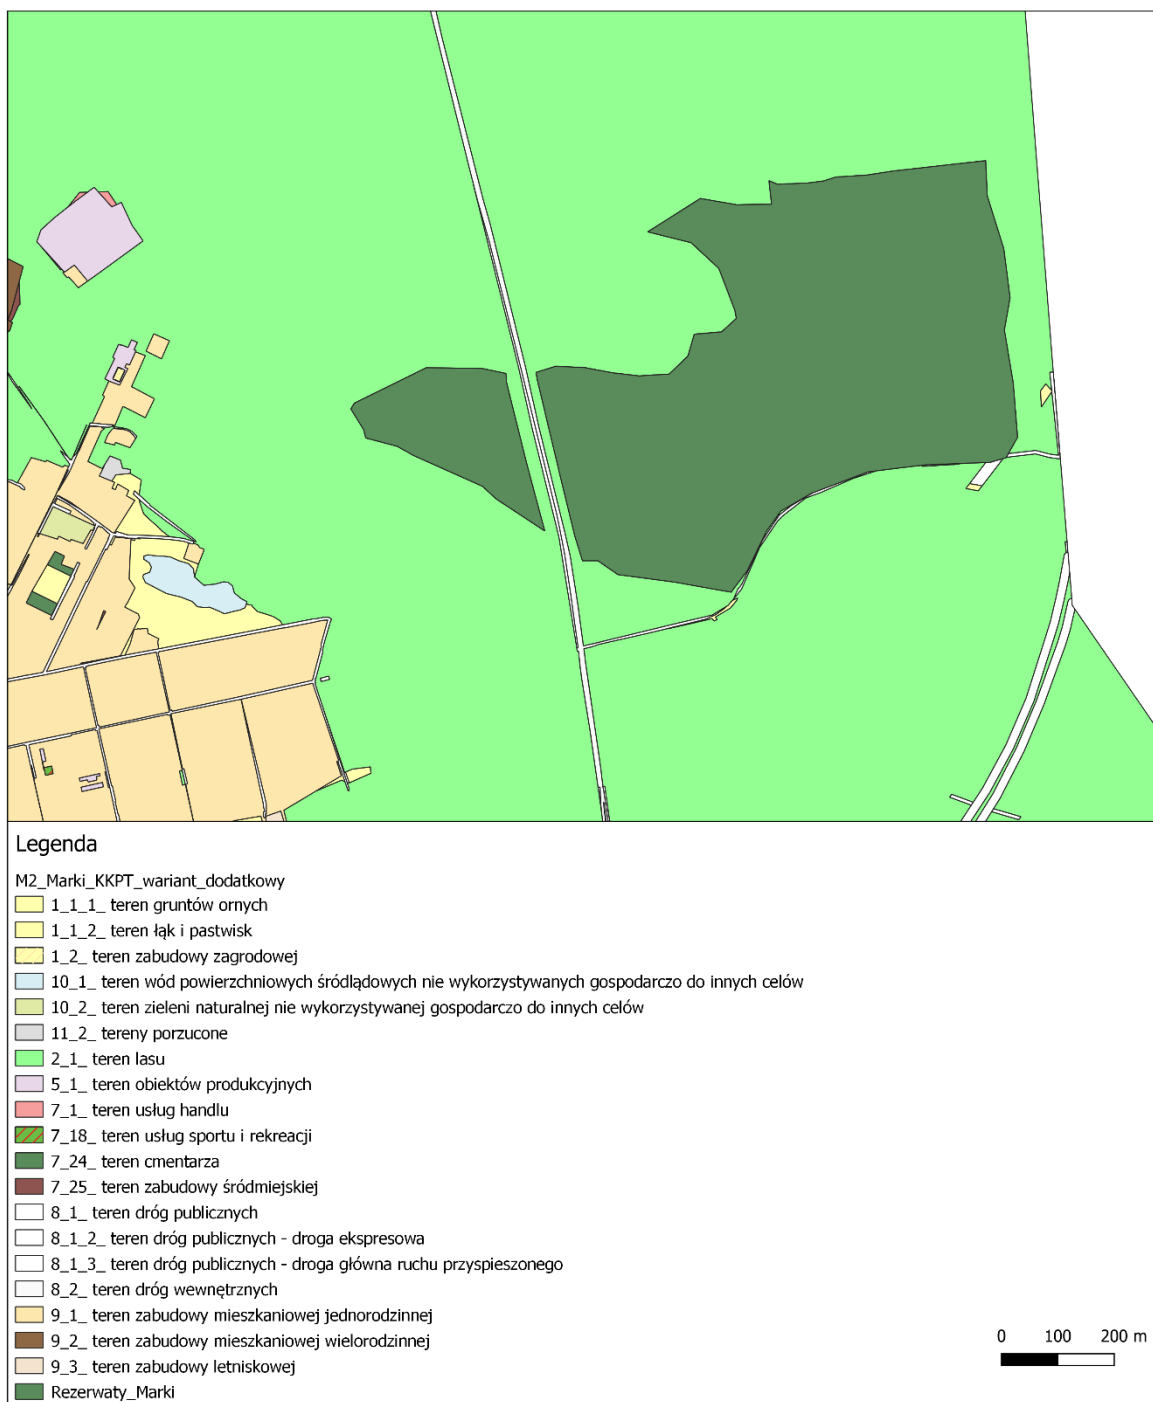 Legenda
M2_Marki_KKPT_wariant_dodatkowy
1_1_1_ teren gruntów ornych
1_1_2_ teren łąk i pastwisk
1_2_ teren zabudowy zagrodowej
10_1_ teren wód powierzchniowych śródlądowych nie wykorzystywanych gospodarczo do innych celów
10_2_ teren zieleni naturalnej nie wykorzystywanej gospodarczo do innych celów
11_2_ tereny porzucone
2_1_ teren lasu
5_1_ teren obiektów produkcyjnych
7_1_ teren usług handlu
7_18_ teren usług sportu i rekreacji
7_24_ teren cmentarza
7_25_ teren zabudowy śródmiejskiej
8_1_ teren dróg publicznych
8_1_2_ teren dróg publicznych - droga ekspresowa
8_1_3_ teren dróg publicznych - droga główna ruchu przyspieszonego
8_2_ teren dróg wewnętrznych
9_1_ teren zabudowy mieszkaniowej jednorodzinnej
9_2_ teren zabudowy mieszkaniowej wielorodzinnej
9_3_ teren zabudowy letniskowej
Rezerwaty_Marki
0 100 200 m